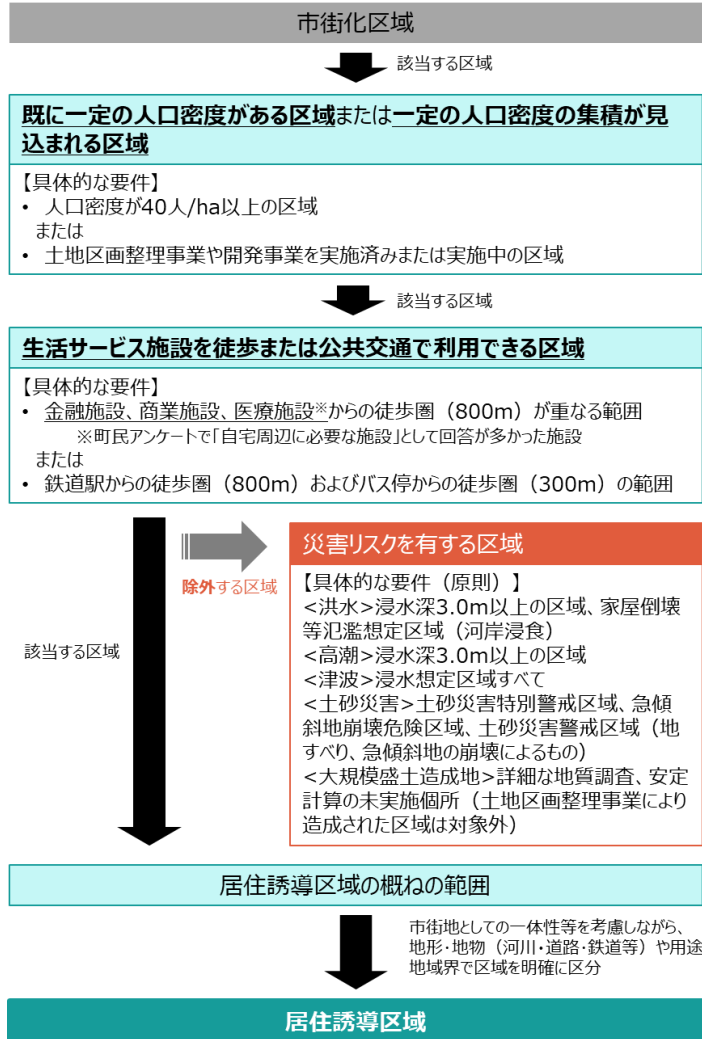 市街化区域
該当する区域
既に一定の人口密度がある区域または一定の人口密度の集積が見
込まれる区域
【具体的な要件】
• 人口密度が40人/ha以上の区域
または
• 土地区画整理事業や開発事業を実施済みまたは実施中の区域
該当する区域
生活サービス施設を徒歩または公共交通で利用できる区域
【具体的な要件】
• 金融施設、商業施設、医療施設※からの徒歩圏（800m）が重なる範囲
※町民アンケートで「自宅周辺に必要な施設」として回答が多かった施設
または
• 鉄道駅からの徒歩圏（800m）およびバス停からの徒歩圏（300m）の範囲
除外する区域
災害リスクを有する区域
【具体的な要件（原則）】
<洪水>浸水深3.0m以上の区域、家屋倒壊
等氾濫想定区域（河岸浸食）
<高潮>浸水深3.0m以上の区域
<津波>浸水想定区域すべて
<土砂災害>土砂災害特別警戒区域、急傾
斜地崩壊危険区域、土砂災害警戒区域（地
すべり、急傾斜地の崩壊によるもの）
<大規模盛土造成地>詳細な地質調査、安定
計算の未実施個所（土地区画整理事業により
造成された区域は対象外）
該当する区域
居住誘導区域の概ねの範囲
市街地としての一体性等を考慮しながら、
地形・地物（河川・道路・鉄道等）や用途
地域界で区域を明確に区分
居住誘導区域